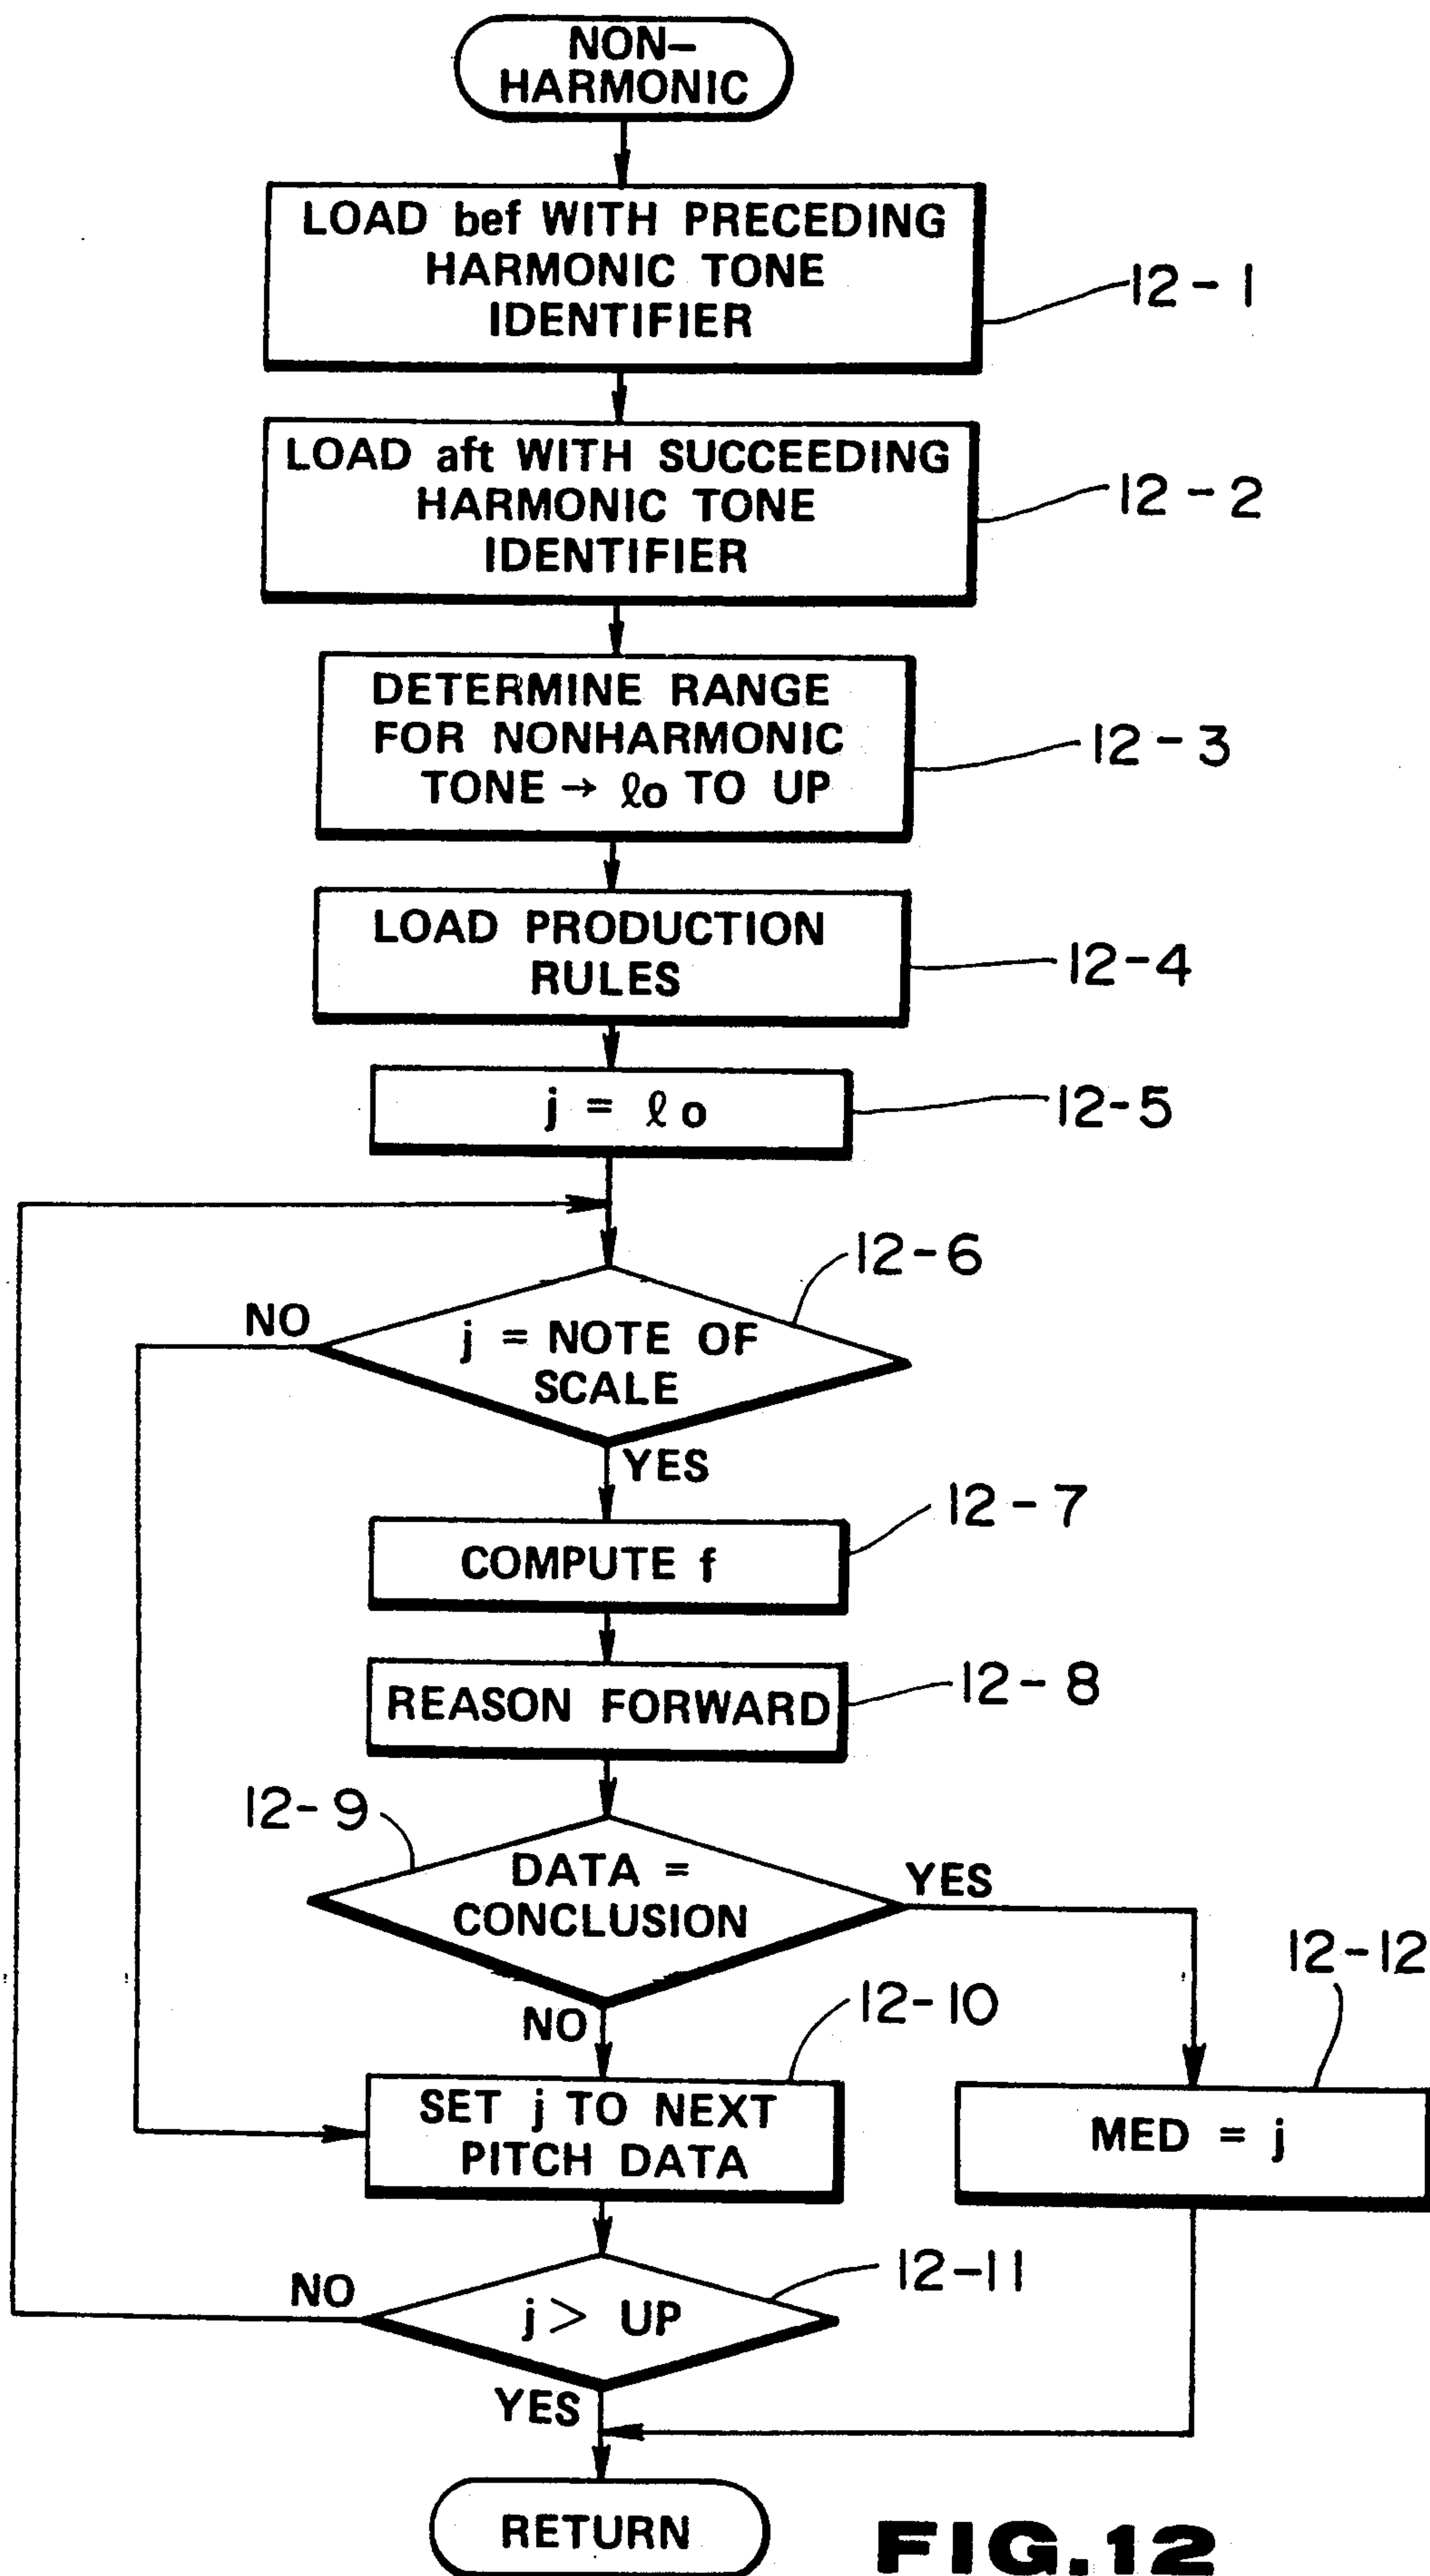 NON-
HARMONIC
LOAD bef WITH PRECEDING
HARMONIC TONE
IDENTIFIER
12-1
LOAD aft WITH SUCCEEDING
HARMONIC TONE
IDENTIFIER
12-2
DETERMINE RANGE
FOR NONHARMONIC
TONE → ℓo TO UP
12-3
LOAD PRODUCTION
RULES
12-4
j = ℓo
12-5
12-6
NO
j = NOTE OF
SCALE
YES
12-7
COMPUTE f
12-8
REASON FORWARD
12-9
DATA =
CONCLUSION
YES
12-12
NO
12-10
SET j TO NEXT
PITCH DATA
MED = j
12-11
NO
j > UP
YES
RETURN
FIG.12